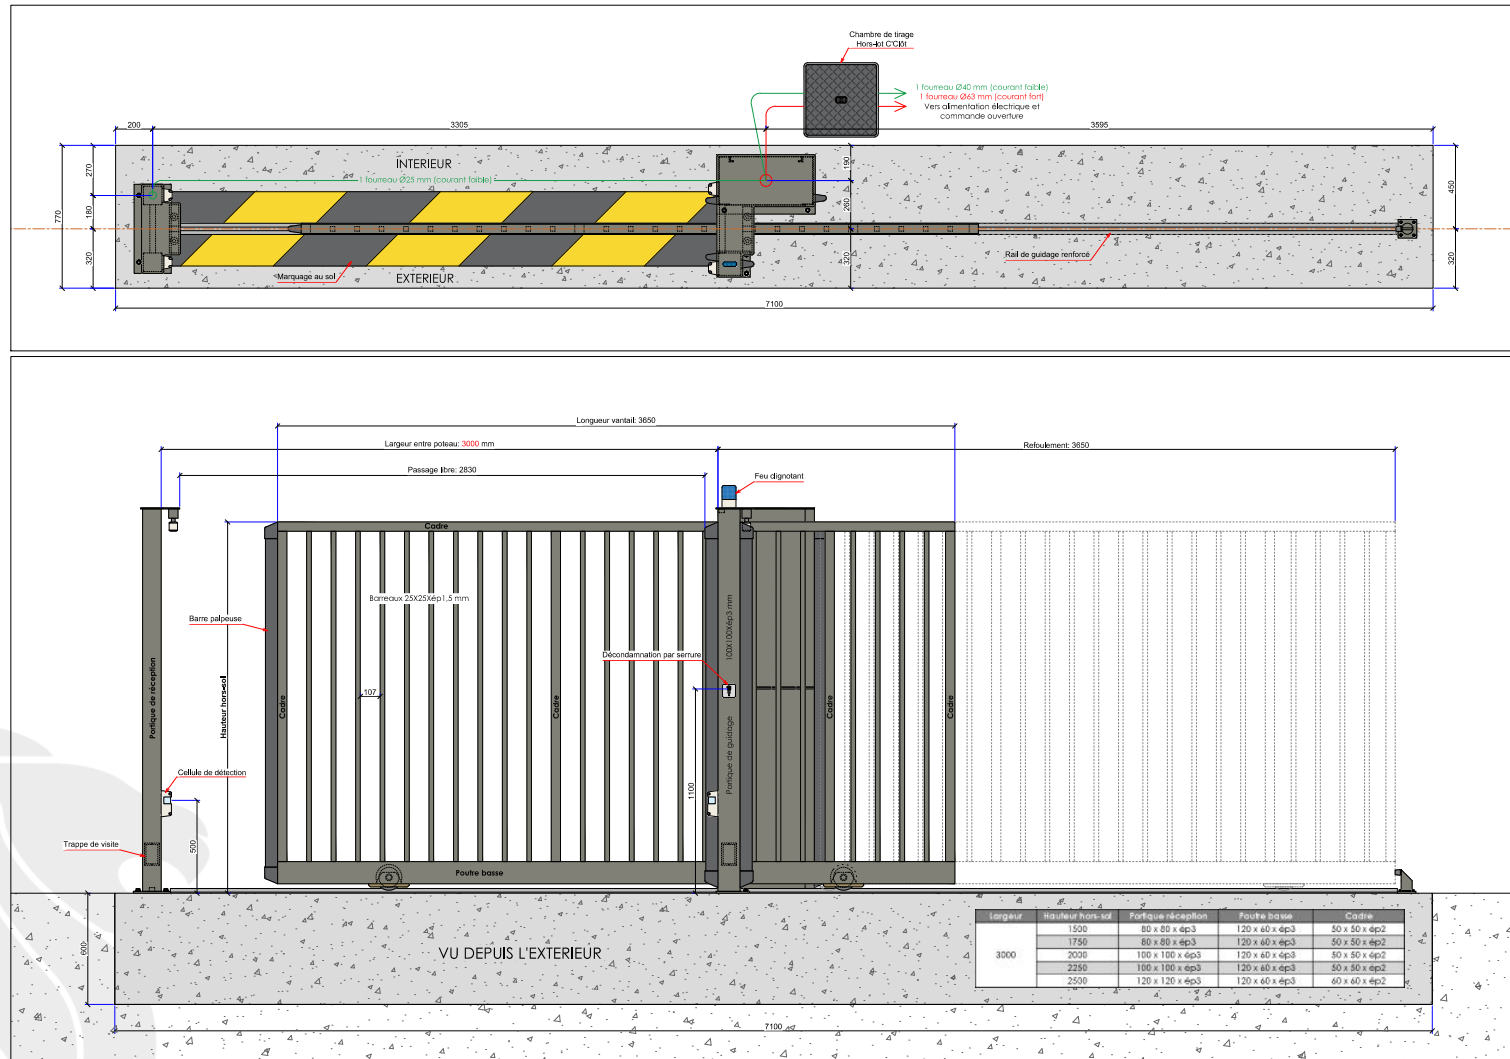 Chambre de tirage
Hors-lot C'Clôt
1 fourreau Ø40 mm (courant faible)
1 fourreau Ø63 mm (courant fort)
Vers alimentation électrique et
commande ouverture
200
3305
3595
INTERIEUR
1 fourreau Ø25 mm (courant faible)
270
180
770
320
190
260
320
450
320
Rail de guidage renforcé
Marquage au sol
EXTERIEUR
7100
Longueur vantail: 3650
Largeur entre poteau: 3000 mm
Refoulement: 3650
Passage libre: 2830
Feu clignotant
Cadre
Barreaux 25X25Xép1,5 mm
100X100Xép3 mm
Barre palpeuse
Décondamnation par serrure
Portique de réception
Hauteur hors-sol
107
Cadre
Cadre
Cadre
Cadre
Portique de guidage
Cellule de détection
1100
500
Trappe de visite
Poutre basse
600
VU DEPUIS L'EXTERIEUR
Largeur Hauteur hors-sol Portique réception Poutre basse Cadre
1500 80 x 80 x ép3 120 x 60 x ép3 50 x 50 x ép2
1750 80 x 80 x ép3 120 x 60 x ép3 50 x 50 x ép2
3000 2000 100 x 100 x ép3 120 x 60 x ép3 50 x 50 x ép2
2250 100 x 100 x ép3 120 x 60 x ép3 50 x 50 x ép2
2500 120 x 120 x ép3 120 x 60 x ép3 60 x 60 x ép2
7100